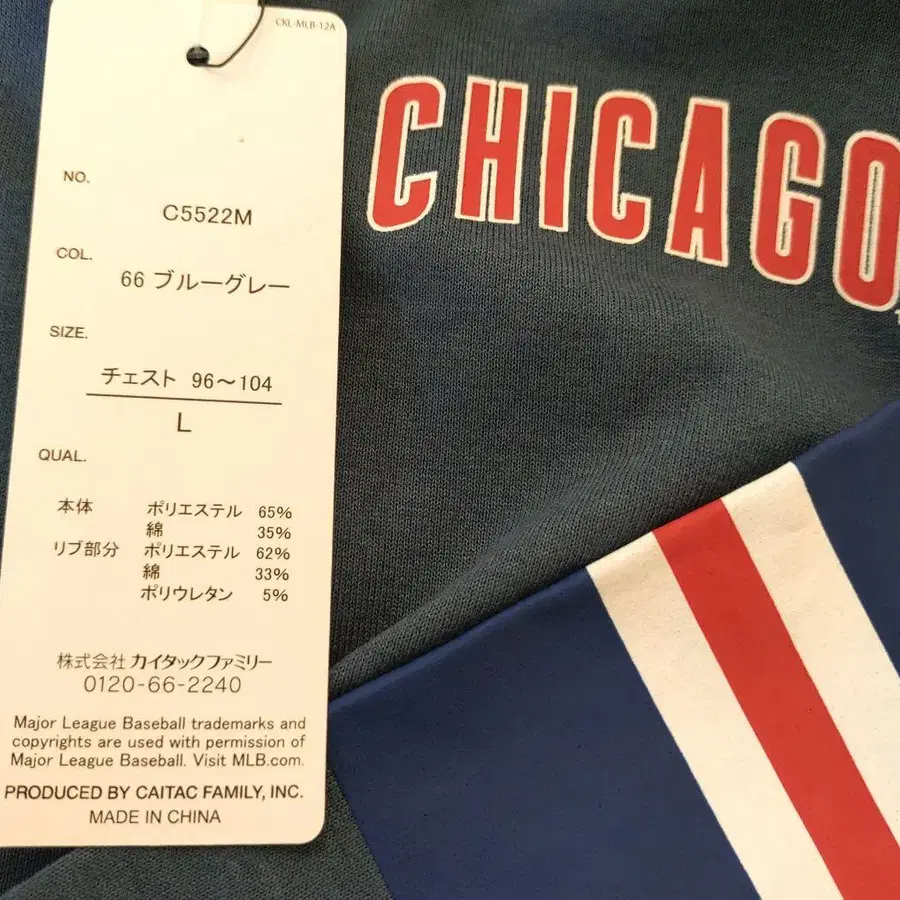 CKL-MLB-12A
CHICAGO
NO.
C5522M
COL.
66 ブルーグレー
SIZE.
チェスト 96～104
L
QUAL.
本体 ポリエステル 65%
綿 35%
リブ部分 ポリエステル 62%
綿 33%
ポリウレタン 5%
株式会社 カイタックファミリー
0120-66-2240
Major League Baseball trademarks and
copyrights are used with permission of
Major League Baseball. Visit MLB.com.
PRODUCED BY CAITAC FAMILY, INC.
MADE IN CHINA